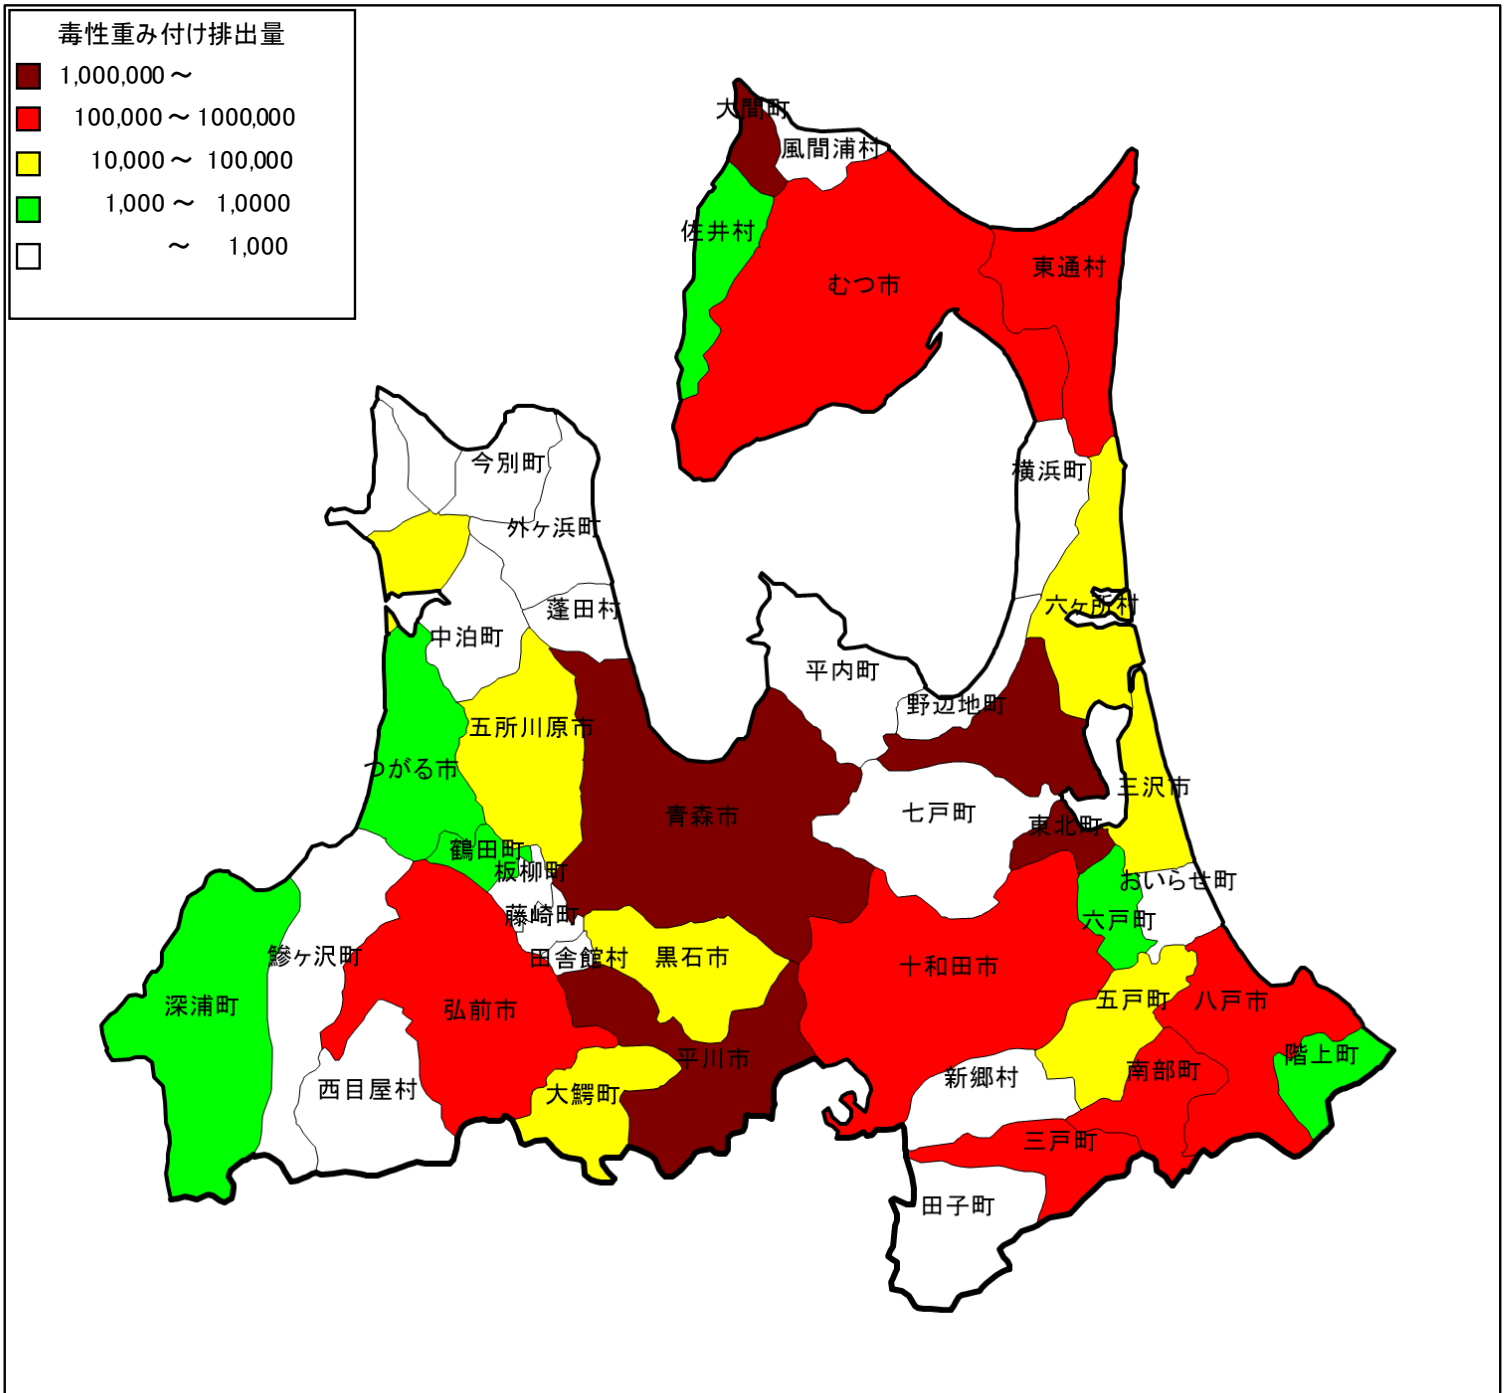 毒性重み付け排出量
1,000,000～
100,000～1000,000
10,000～ 100,000
1,000～ 1,0000
～ 1,000
大間町
風間浦村
佐井村
東通村
むつ市
今別町
横浜町
外ヶ浜町
蓬田村
六ヶ所村
中泊町
平内町
野辺地町
五所川原市
つがる市
三沢市
青森市
七戸町
東北町
鶴田町
板柳町
おいらせ町
藤崎町
六戸町
鰺ヶ沢町
田舎館村
黒石市
十和田市
深浦町
弘前市
五戸町
八戸市
平川市
階上町
南部町
新郷村
西目屋村
大鰐町
三戸町
田子町